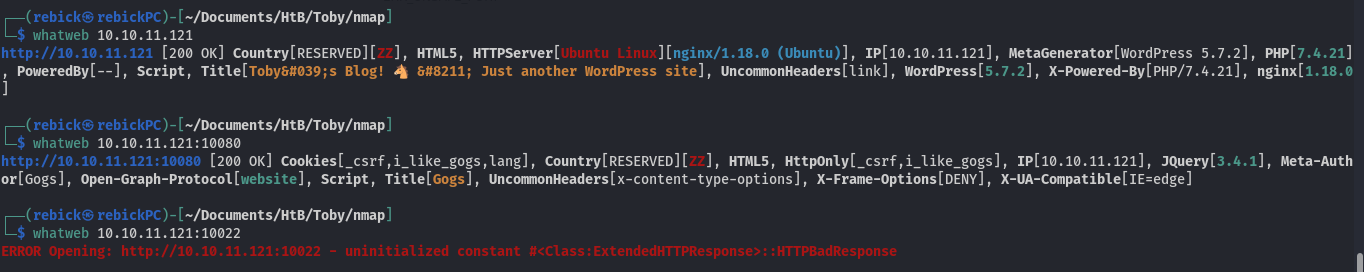 ┌──(rebick㉿rebickPC)-[~/Documents/HtB/Toby/nmap]
└─$ whatweb 10.10.11.121
http://10.10.11.121 [200 OK] Country[RESERVED][ZZ], HTML5, HTTPServer[Ubuntu Linux][nginx/1.18.0 (Ubuntu)], IP[10.10.11.121], MetaGenerator[WordPress 5.7.2], PHP[7.4.21]
, PoweredBy[--], Script, Title[Toby&#039;s Blog! 🐴 &#8211; Just another WordPress site], UncommonHeaders[link], WordPress[5.7.2], X-Powered-By[PHP/7.4.21], nginx[1.18.0
]
┌──(rebick㉿rebickPC)-[~/Documents/HtB/Toby/nmap]
└─$ whatweb 10.10.11.121:10080
http://10.10.11.121:10080 [200 OK] Cookies[_csrf,i_like_gogs,lang], Country[RESERVED][ZZ], HTML5, HttpOnly[_csrf,i_like_gogs], IP[10.10.11.121], JQuery[3.4.1], Meta-Auth
or[Gogs], Open-Graph-Protocol[website], Script, Title[Gogs], UncommonHeaders[x-content-type-options], X-Frame-Options[DENY], X-UA-Compatible[IE=edge]
┌──(rebick㉿rebickPC)-[~/Documents/HtB/Toby/nmap]
└─$ whatweb 10.10.11.121:10022
ERROR Opening: http://10.10.11.121:10022 - uninitialized constant #<Class:ExtendedHTTPResponse>::HTTPBadResponse